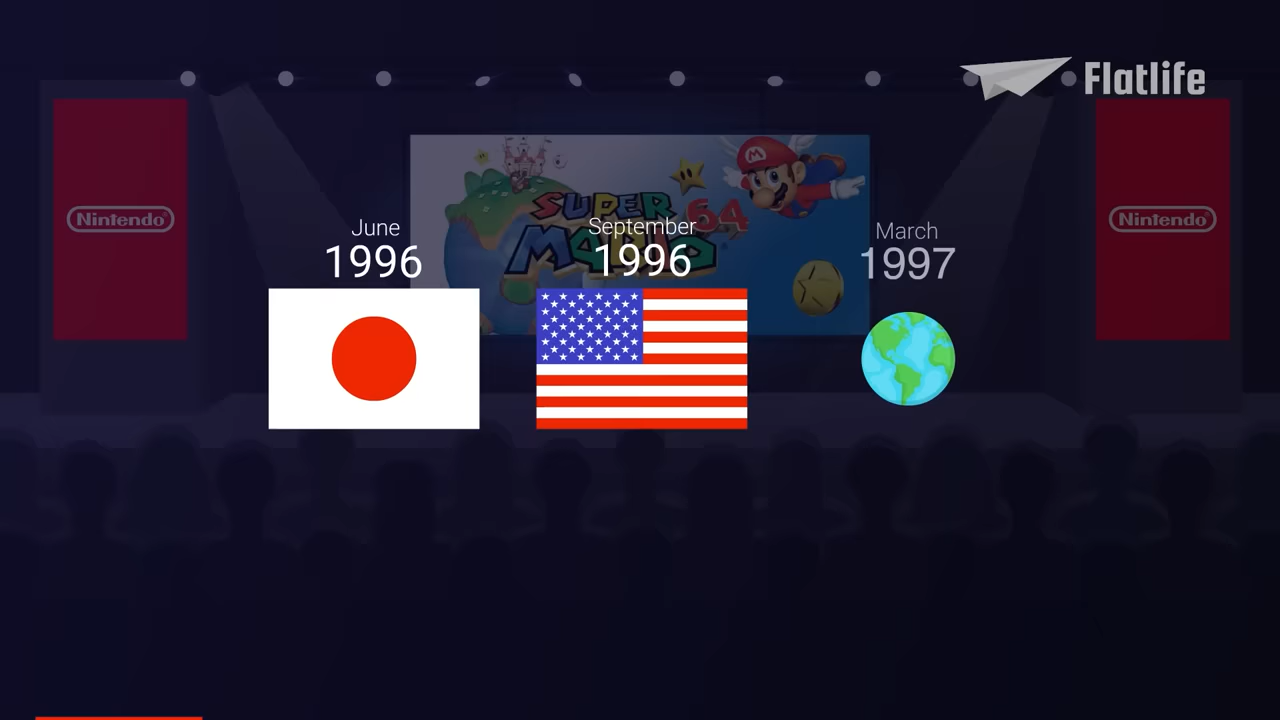 Flatlife
Nintendo
Nintendo
SUPER
MARIO 64
M
June
1996
September
1996
March
1997